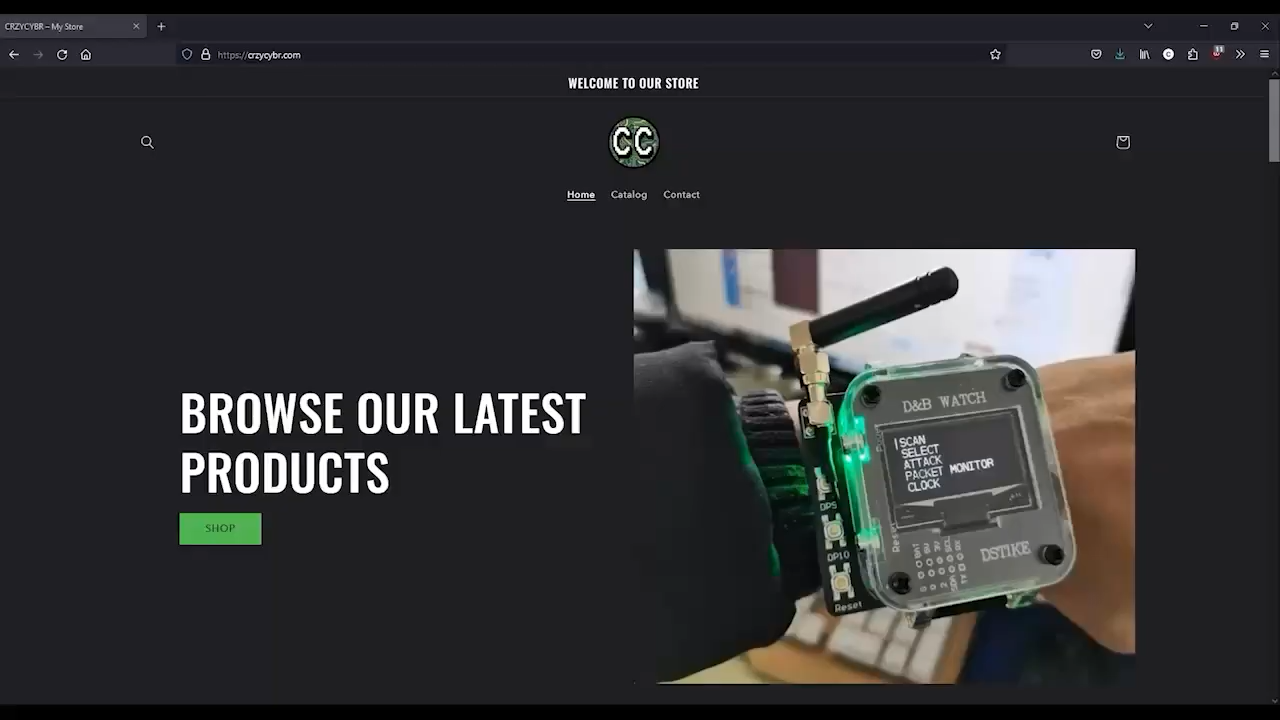 CRZYCYBR – My Store
https://crzycybr.com
11
WELCOME TO OUR STORE
CC
Home
Catalog
Contact
BROWSE OUR LATEST
PRODUCTS
SHOP
D&B WATCH
SCAN
SELECT
ATTACK
PACKET MONITOR
CLOCK
DSTIKE
DP5
DP10
Reset